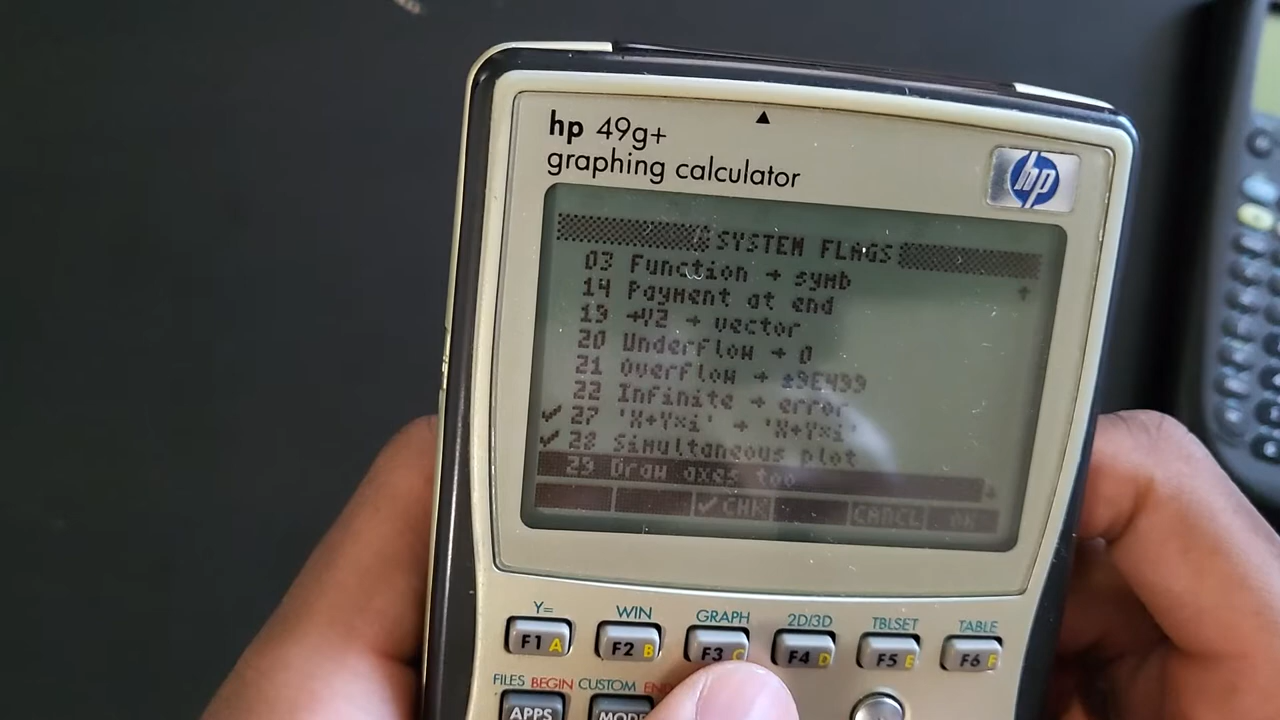 hp 49g+
graphing calculator
hp
SYSTEM FLAGS
03 Function → symb
14 Payment at end
19 →V2 → vector
20 Underflow → 0
21 Overflow → ±9E499
22 Infinite → error
✓ 27 'X+Y×i' → 'X+Y×i'
✓ 28 Simultaneous plot
29 Draw axes too
✓CHK CANCL OK
Y= WIN GRAPH 2D/3D TBLSET TABLE
F1 A F2 B F3 C F4 D F5 E F6 F
FILES BEGIN CUSTOM
APPS MODE